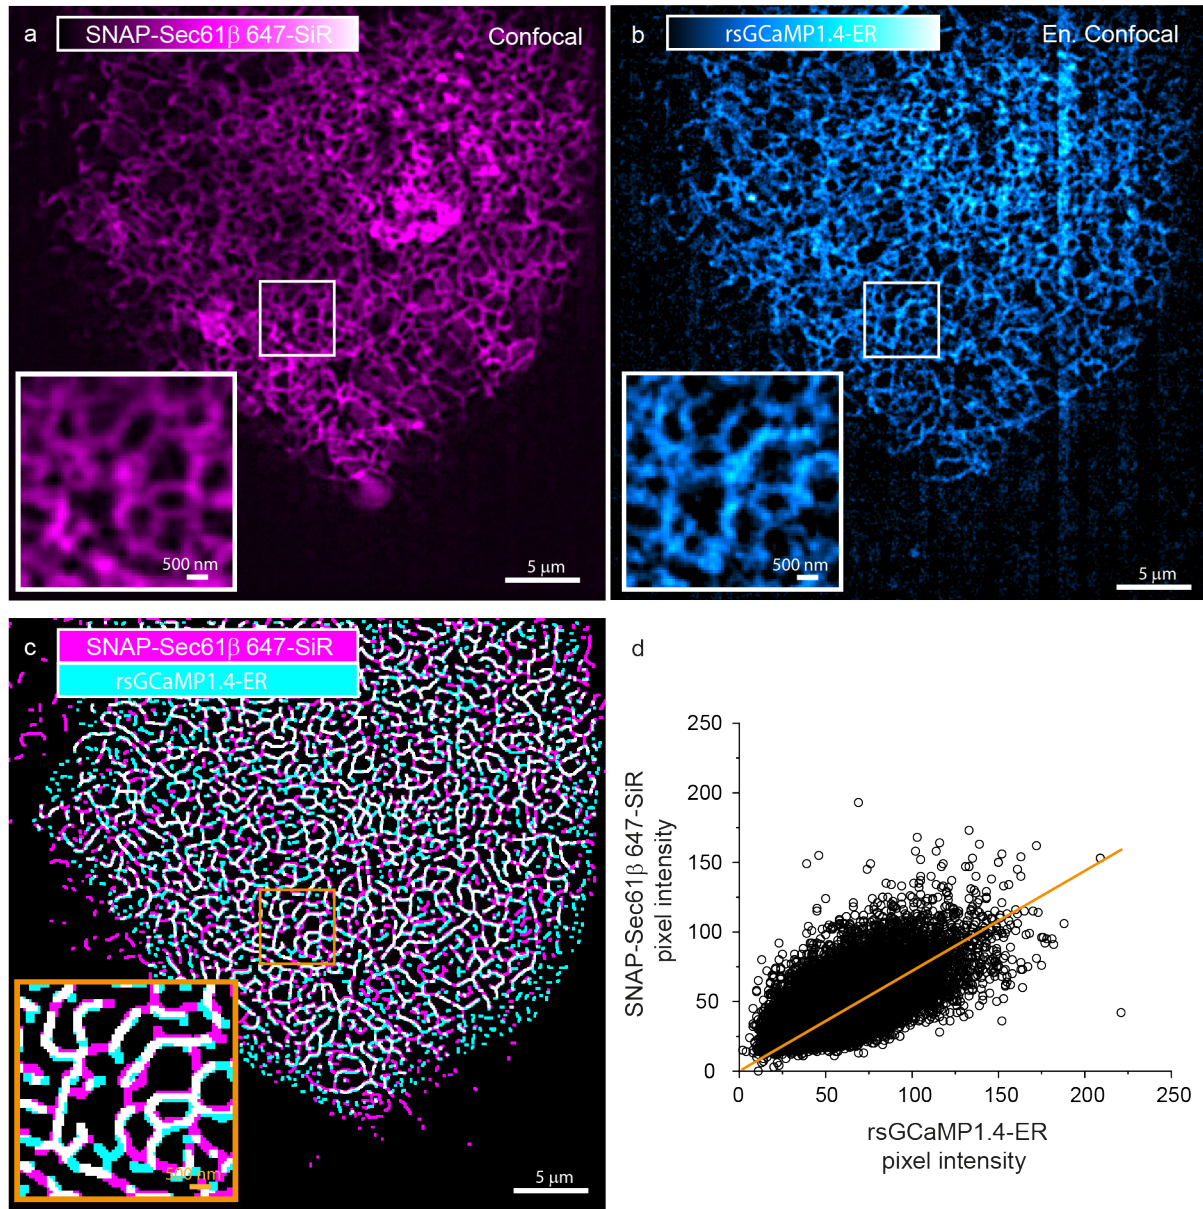 a
SNAP-Sec61β 647-SiR
Confocal
500 nm
5 μm
b
rsGCaMP1.4-ER
En. Confocal
500 nm
5 μm
c
SNAP-Sec61β 647-SiR
rsGCaMP1.4-ER
500 nm
5 μm
d
SNAP-Sec61β 647-SiR
pixel intensity
250
200
150
100
50
0
0 50 100 150 200 250
rsGCaMP1.4-ER
pixel intensity